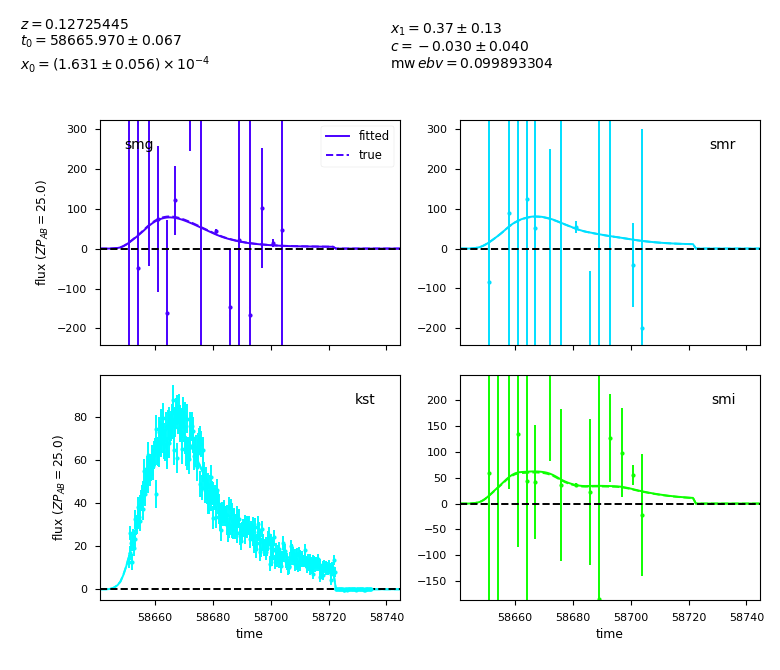 z = 0.12725445
t₀ = 58665.970 ± 0.067
x₀ = (1.631 ± 0.056) × 10⁻⁴
x₁ = 0.37 ± 0.13
c = −0.030 ± 0.040
mw ebv = 0.099893304
smg
fitted
true
300
200
100
0
−100
−200
flux (ZP_AB = 25.0)
smr
300
200
100
0
−100
−200
kst
80
60
40
20
0
flux (ZP_AB = 25.0)
58660 58680 58700 58720 58740
time
smi
200
150
100
50
0
−50
−100
−150
58660 58680 58700 58720 58740
time